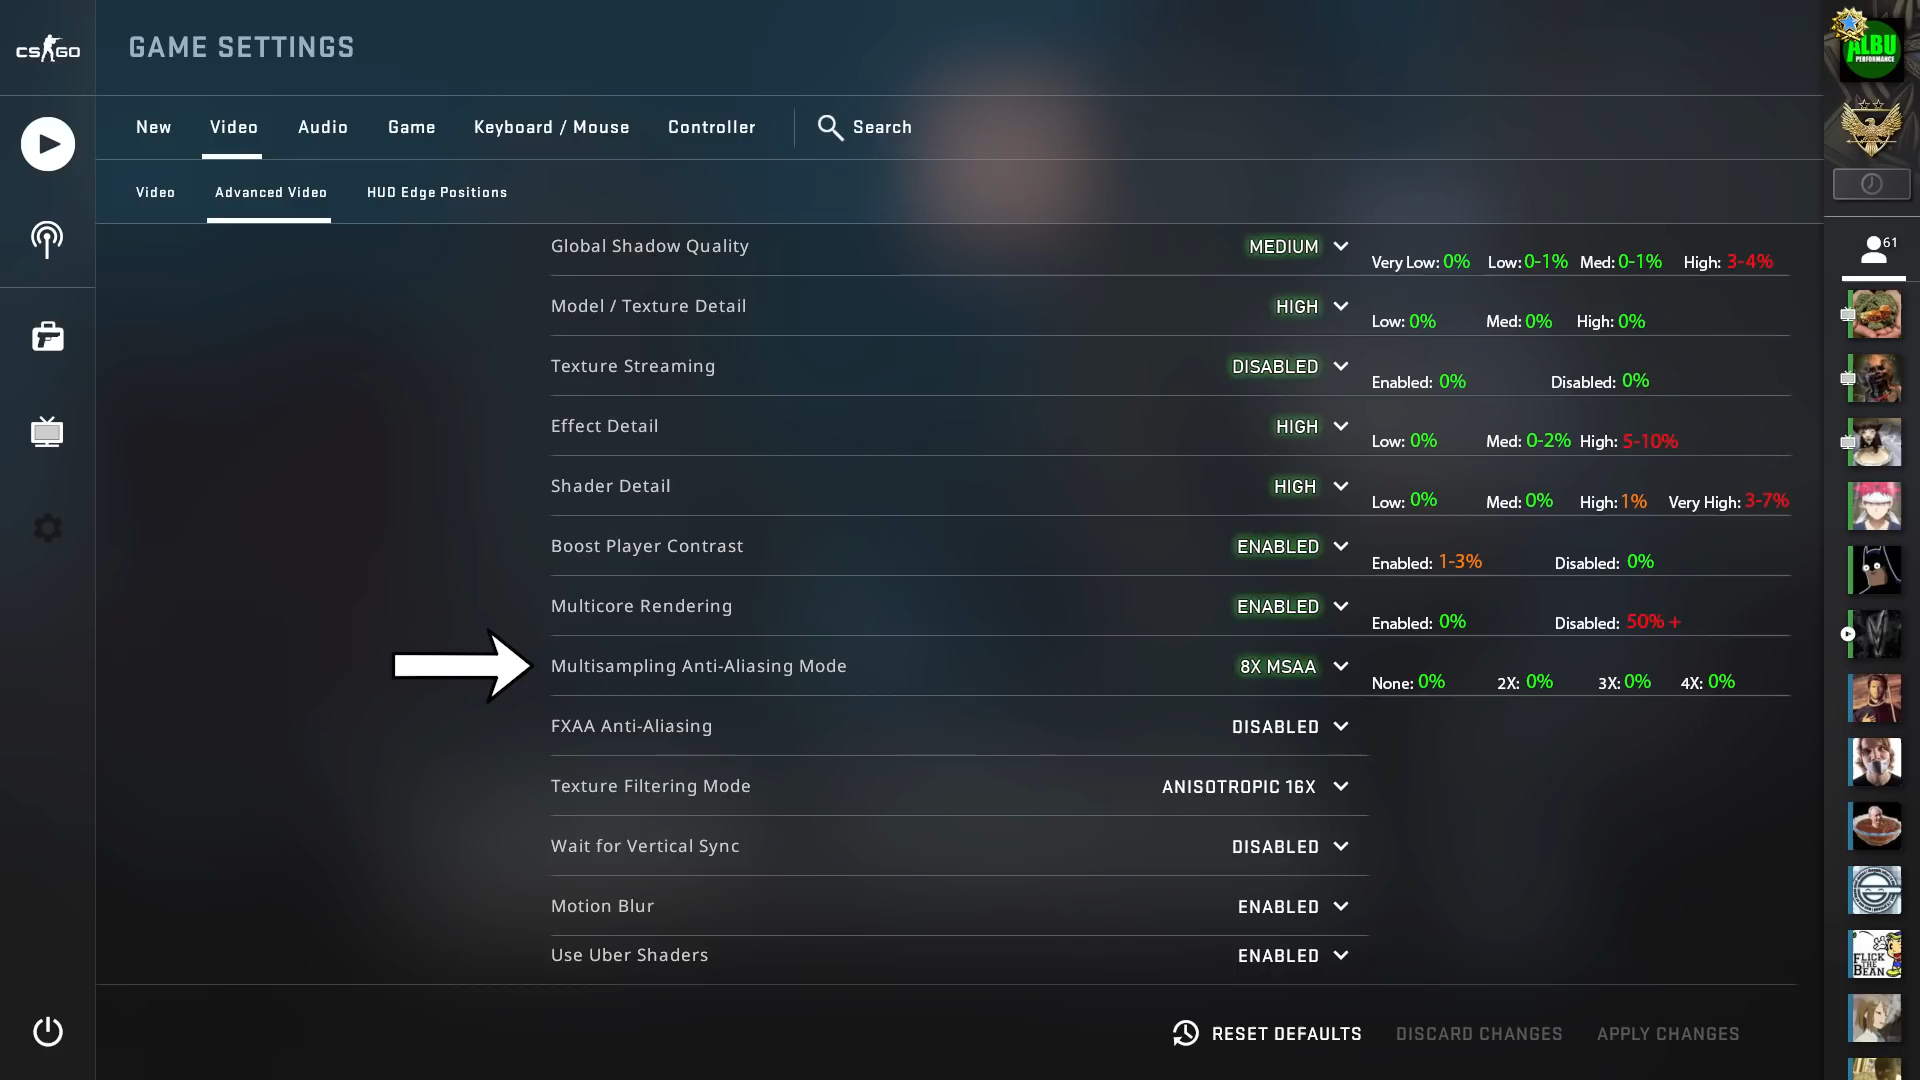 CS GO
GAME SETTINGS
ALBU
PERFORMANCE
New Video Audio Game Keyboard / Mouse Controller Search
Video Advanced Video HUD Edge Positions
61
Global Shadow Quality MEDIUM Very Low: 0% Low: 0-1% Med: 0-1% High: 3-4%
Model / Texture Detail HIGH Low: 0% Med: 0% High: 0%
Texture Streaming DISABLED Enabled: 0% Disabled: 0%
Effect Detail HIGH Low: 0% Med: 0-2% High: 5-10%
Shader Detail HIGH Low: 0% Med: 0% High: 1% Very High: 3-7%
Boost Player Contrast ENABLED Enabled: 1-3% Disabled: 0%
Multicore Rendering ENABLED Enabled: 0% Disabled: 50% +
Multisampling Anti-Aliasing Mode 8X MSAA None: 0% 2X: 0% 3X: 0% 4X: 0%
FXAA Anti-Aliasing DISABLED
Texture Filtering Mode ANISOTROPIC 16X
Wait for Vertical Sync DISABLED
Motion Blur ENABLED
Use Uber Shaders ENABLED
FLICK
THE
BEAN
RESET DEFAULTS DISCARD CHANGES APPLY CHANGES